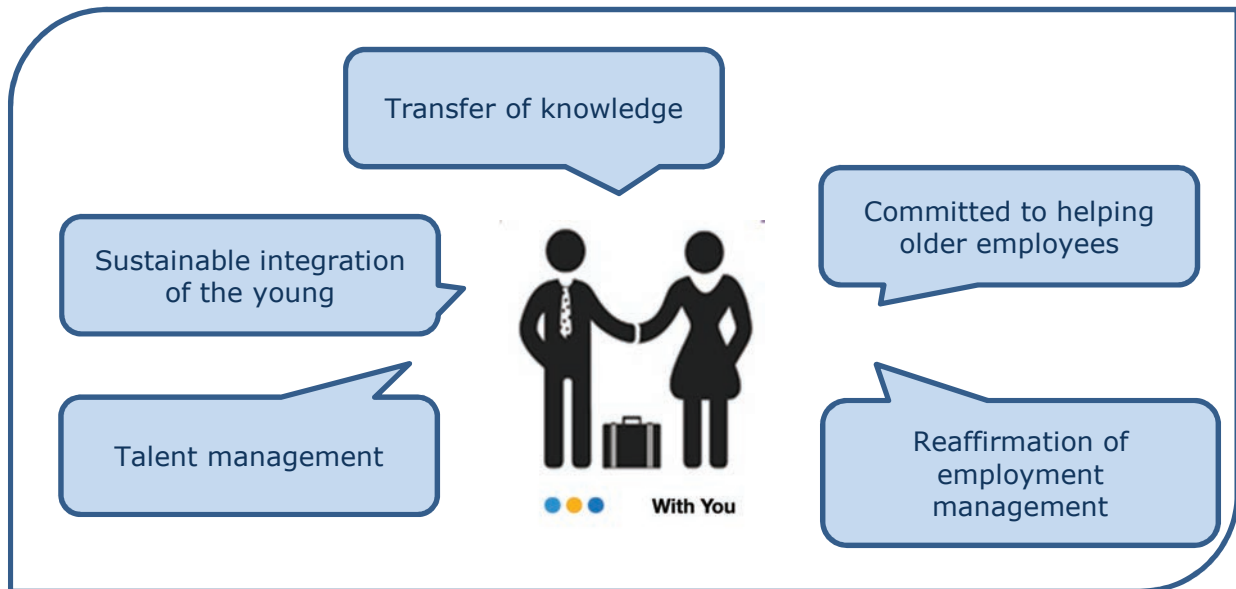 Transfer of knowledge
Committed to helping
older employees
Sustainable integration
of the young
Talent management
Reaffirmation of
employment
management
With You